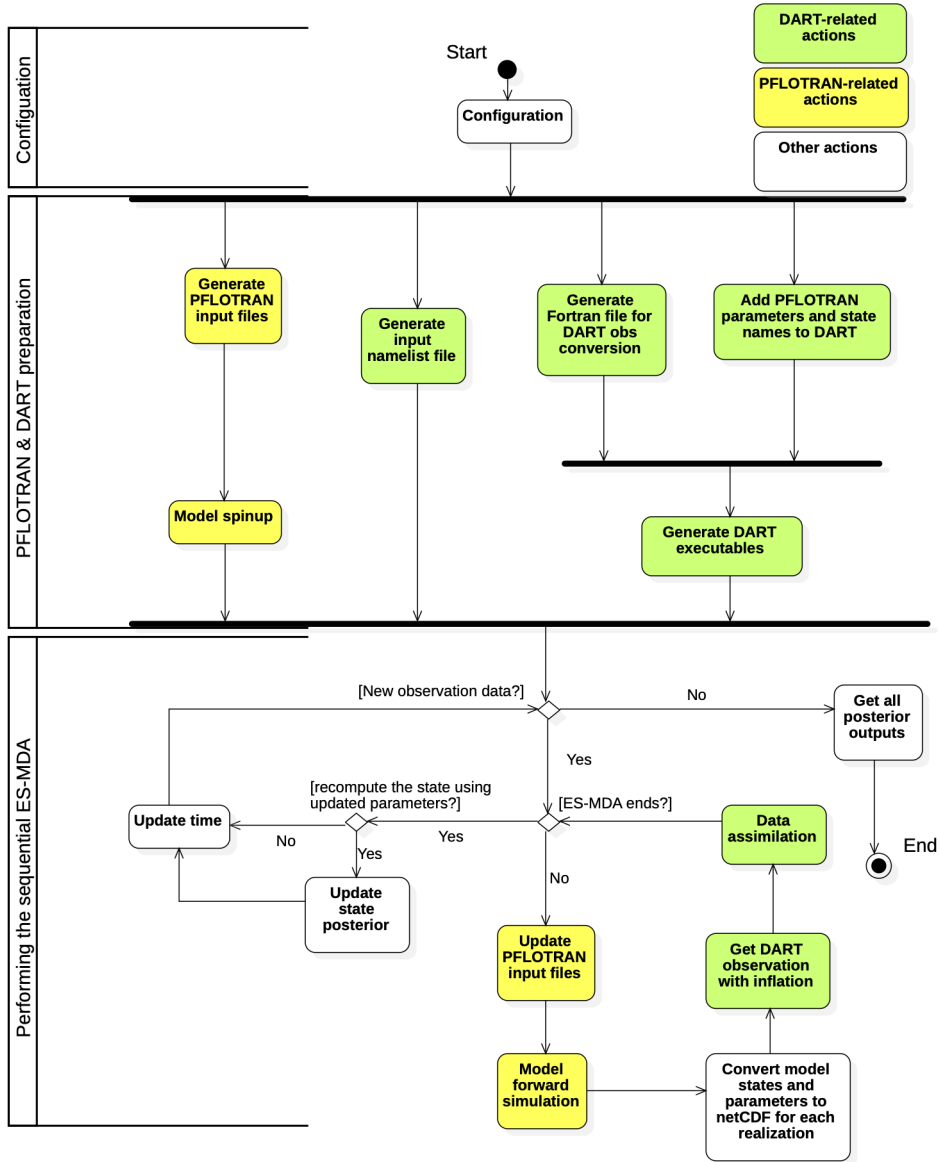 DART-related
actions
PFLOTRAN-related
actions
Other actions
Configuation
Start
Configuration
PFLOTRAN & DART preparation
Generate
PFLOTRAN
input files
Generate
input
namelist file
Generate
Fortran file for
DART obs
conversion
Add PFLOTRAN
parameters and state
names to DART
Model spinup
Generate DART
executables
Performing the sequential ES-MDA
[New observation data?]
No
Get all
posterior
outputs
Yes
[recompute the state using
updated parameters?]
[ES-MDA ends?]
Update time
No
Yes
Yes
Data
assimilation
End
Update
state
posterior
No
Update
PFLOTRAN
input files
Get DART
observation
with inflation
Model
forward
simulation
Convert model
states and
parameters to
netCDF for each
realization